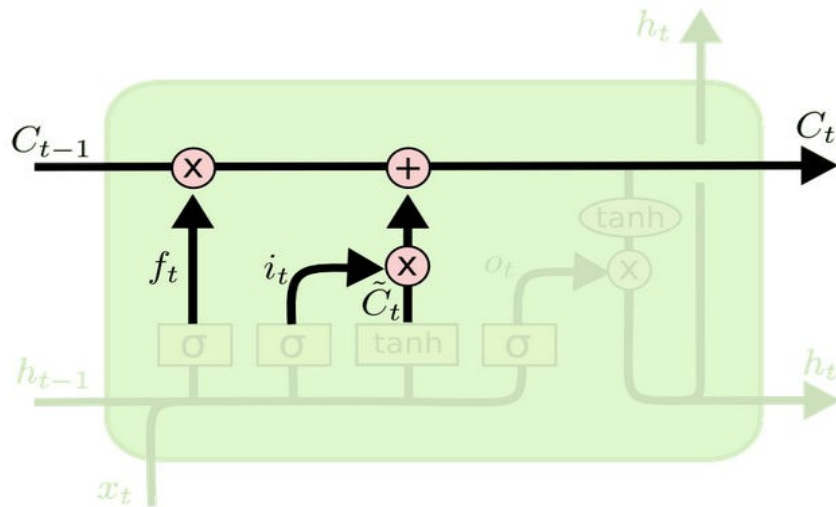 h_t
C_{t-1} C_t
x +
tanh
f_t i_t x o_t x
C̃_t
σ σ tanh σ
h_{t-1} h_t
x_t